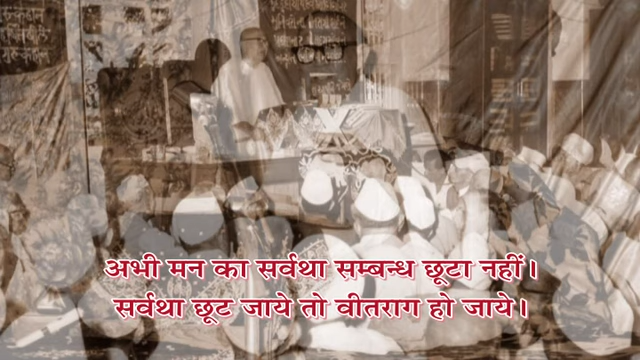 अभी मन का सर्वथा सम्बन्ध छूटा नहीं।
सर्वथा छूट जाये तो वीतराग हो जाये।